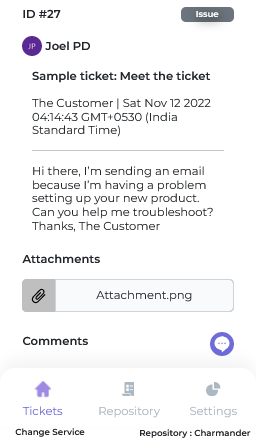 ID #27
Issue
JP
Joel PD
Sample ticket: Meet the ticket
The Customer | Sat Nov 12 2022
04:14:43 GMT+0530 (India
Standard Time)
Hi there, I'm sending an email
because I'm having a problem
setting up your new product.
Can you help me troubleshoot?
Thanks, The Customer
Attachments
Attachment.png
Comments
Tickets
Repository
Settings
Change Service
Repository : Charmander